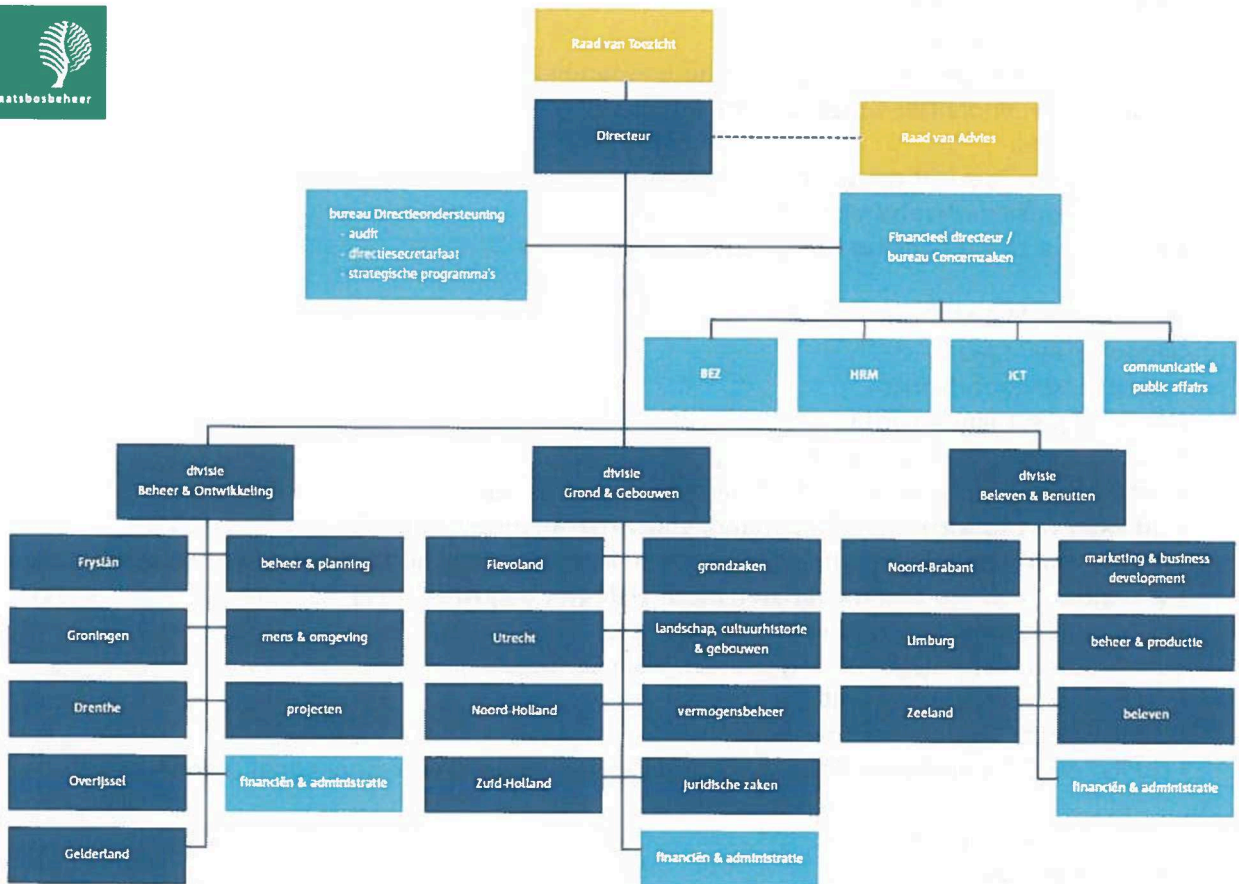 aatsbosbeheer
Raad van Toezicht
Directeur
Raad van Advies
bureau Directieondersteuning
- audit
- directiesecretariaat
- strategische programma's
Financieel directeur /
bureau Concernzaken
BEZ
HRM
ICT
communicatie &
public affairs
divisie
Beheer & Ontwikkeling
divisie
Grond & Gebouwen
divisie
Beleven & Benutten
Fryslân
beheer & planning
Groningen
mens & omgeving
Drenthe
projecten
Overijssel
financiën & administratie
Gelderland
Flevoland
grondzaken
Utrecht
landschap, cultuurhistorie
& gebouwen
Noord-Holland
vermogensbeheer
Zuid-Holland
juridische zaken
financiën & administratie
Noord-Brabant
marketing & business
development
Limburg
beheer & productie
Zeeland
beleven
financiën & administratie